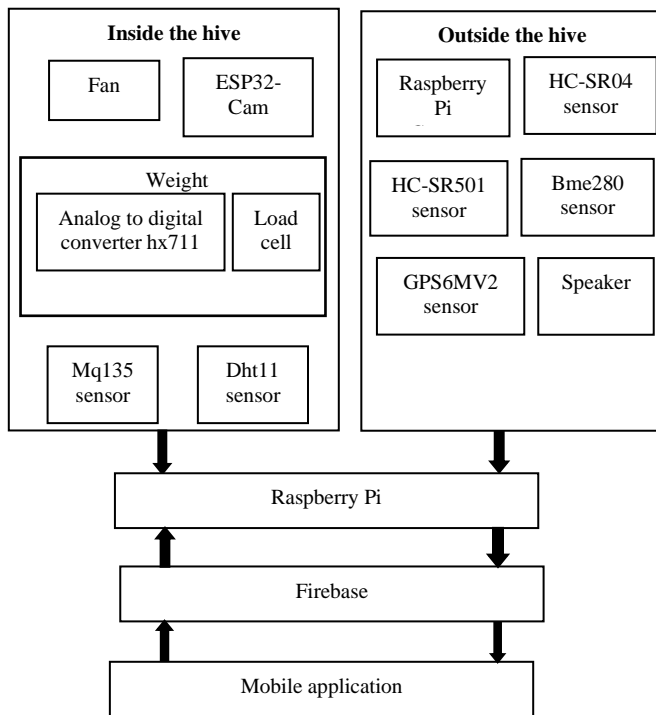 Inside the hive
Fan
ESP32-
Cam
Weight
Analog to digital
converter hx711
Load
cell
Mq135
sensor
Dht11
sensor
Outside the hive
Raspberry
Pi
HC-SR04
sensor
HC-SR501
sensor
Bme280
sensor
GPS6MV2
sensor
Speaker
Raspberry Pi
Firebase
Mobile application